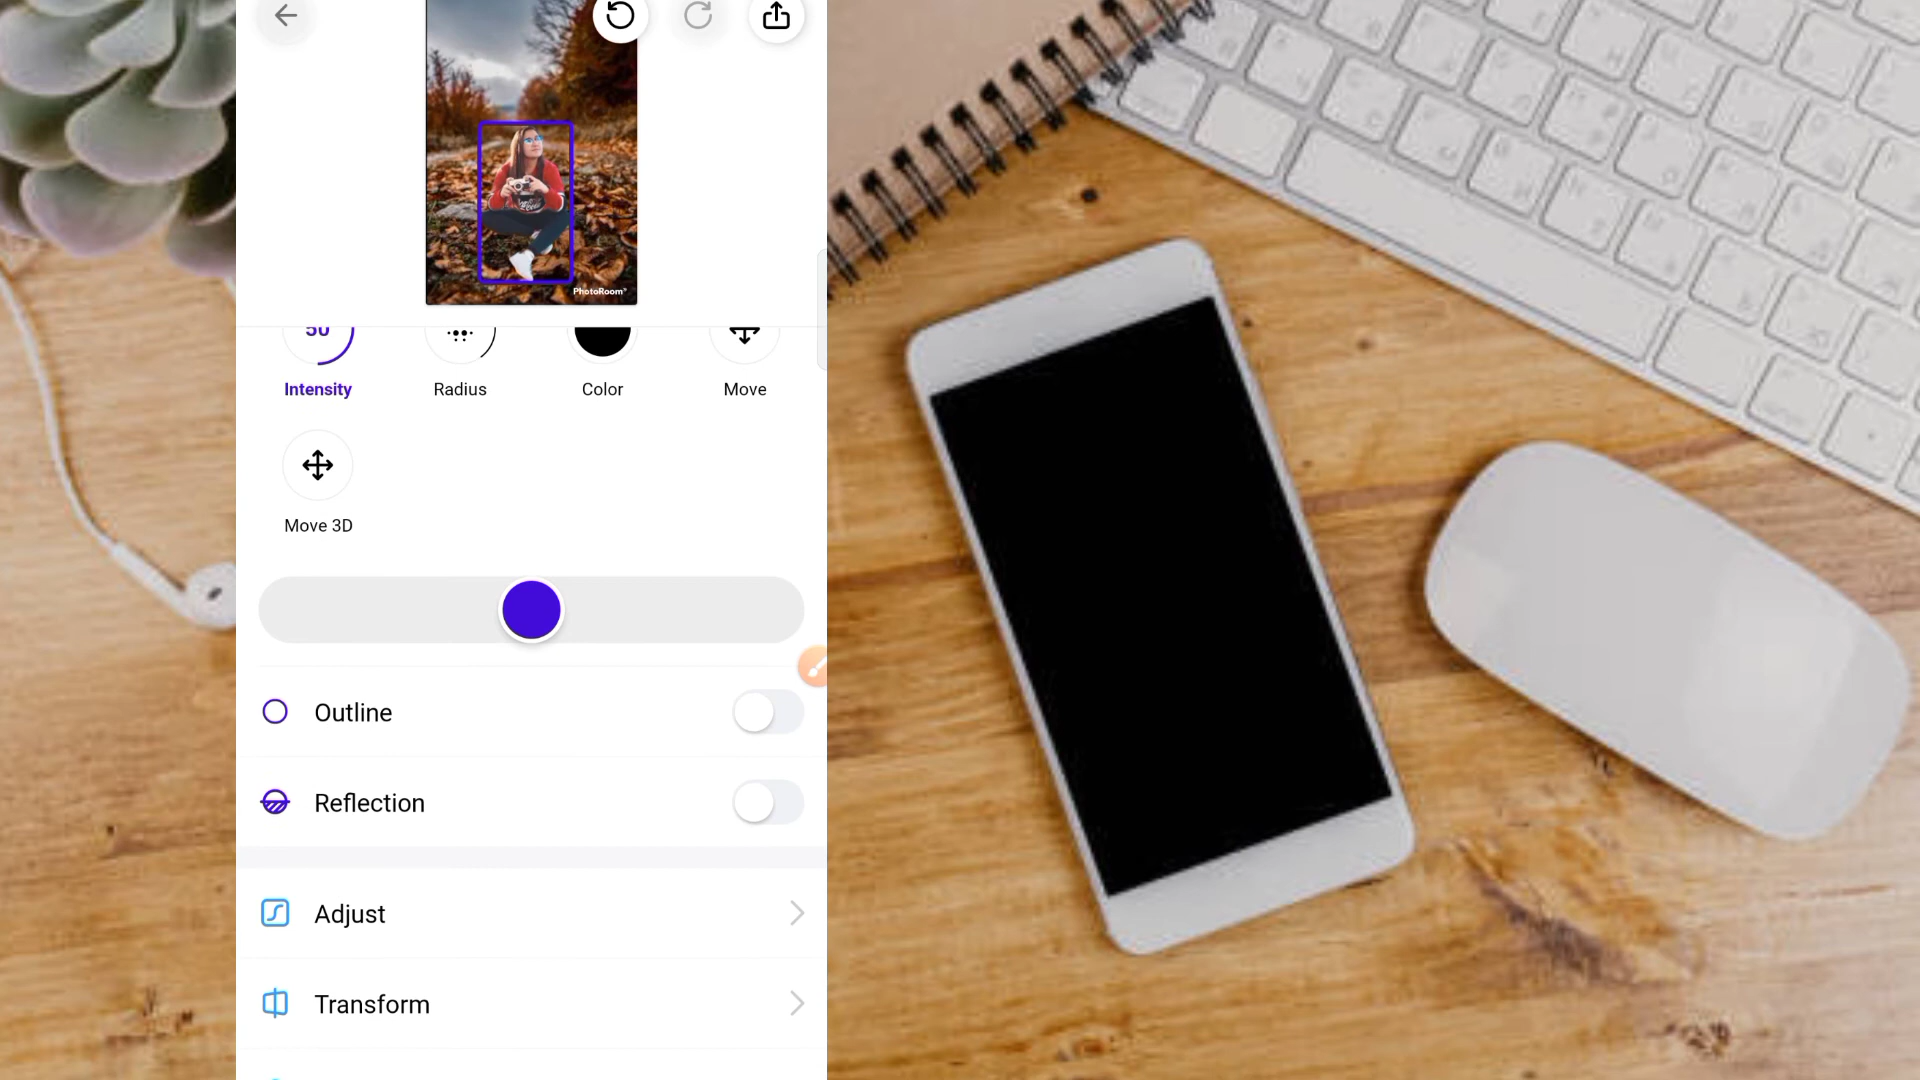 PhotoRoom
50
Intensity
Radius
Color
Move
Move 3D
Outline
Reflection
Adjust
Transform